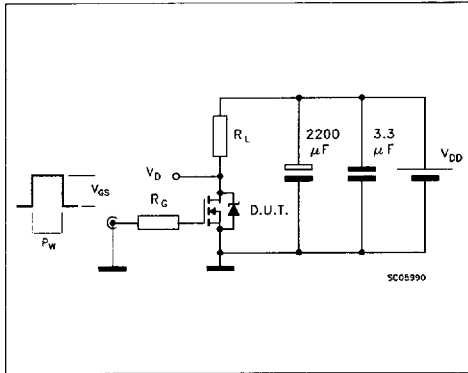 R_L
2200 µF
3.3 µF
V_DD
V_D
V_GS
R_G
D.U.T.
P_W
SC05990